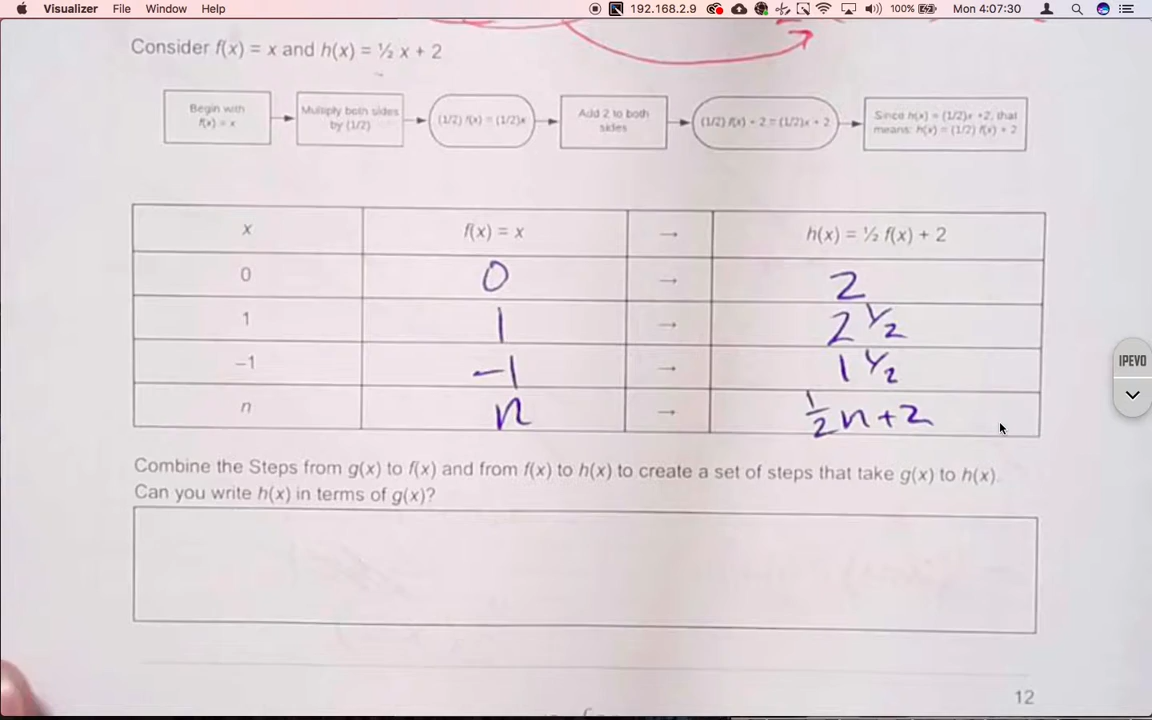 Visualizer File Window Help 192.168.2.9 100% Mon 4:07:30
Consider f(x) = x and h(x) = ½ x + 2
Begin with
f(x) = x
Multiply both sides
by (1/2)
(1/2) f(x) = (1/2)x
Add 2 to both
sides
(1/2) f(x) + 2 = (1/2)x + 2
Since h(x) = (1/2)x +2, that
means: h(x) = (1/2) f(x) + 2
x f(x) = x → h(x) = ½ f(x) + 2
0 0 → 2
1 1 → 2 1/2
–1 –1 → 1 1/2
n n → 1/2 n + 2
IPEVO
Combine the Steps from g(x) to f(x) and from f(x) to h(x) to create a set of steps that take g(x) to h(x).
Can you write h(x) in terms of g(x)?
12